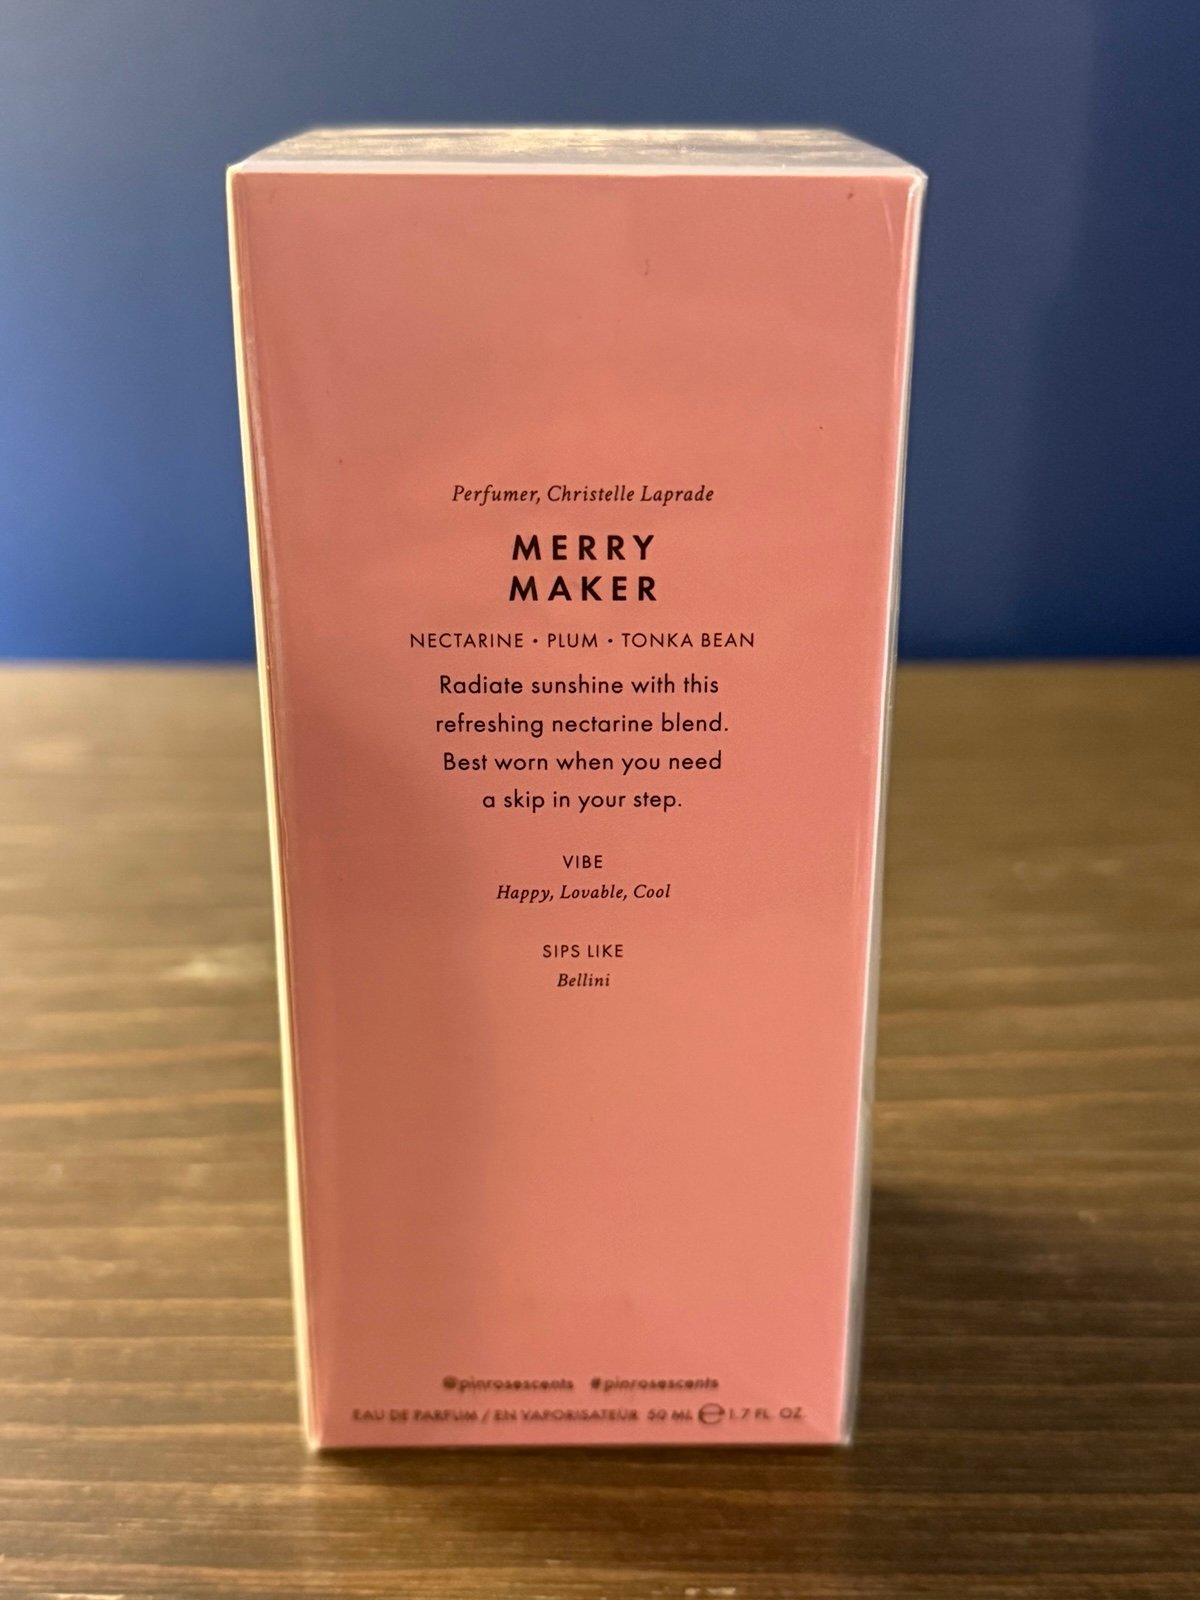 Perfumer, Christelle Laprade
MERRY
MAKER
NECTARINE • PLUM • TONKA BEAN
Radiate sunshine with this
refreshing nectarine blend.
Best worn when you need
a skip in your step.
VIBE
Happy, Lovable, Cool
SIPS LIKE
Bellini
@pinrosescents #pinrosescents
EAU DE PARFUM / EN VAPORISATEUR 50 ML ℮ 1.7 FL. OZ.